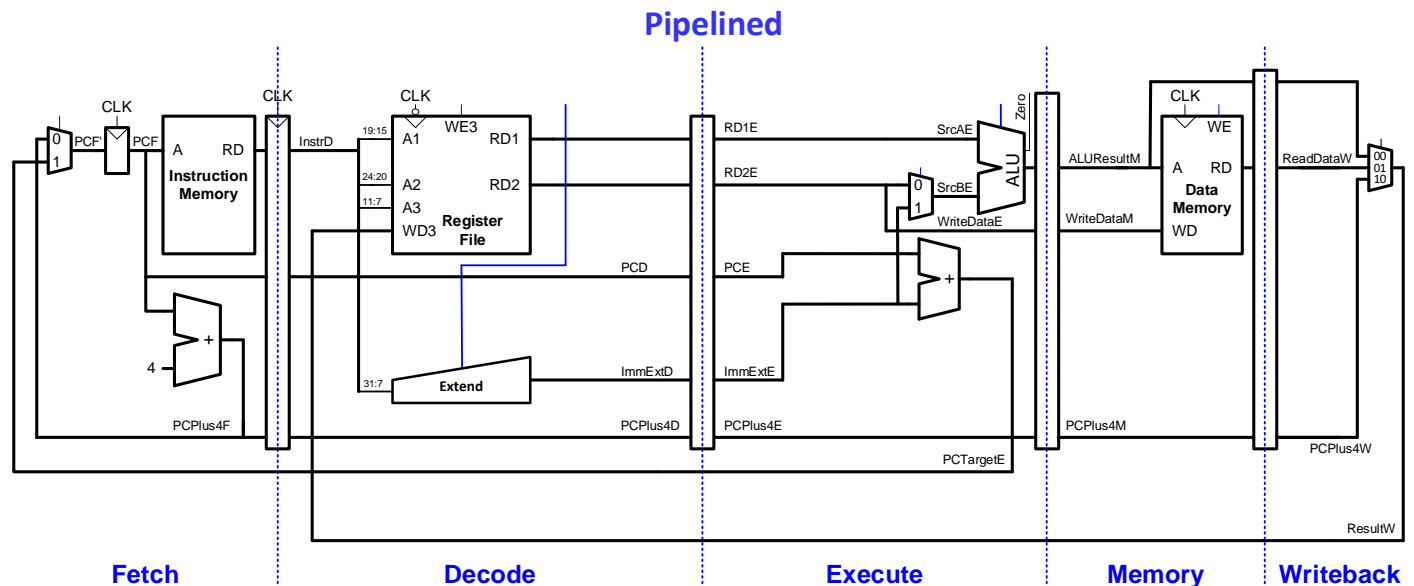 Pipelined
CLK
CLK
CLK
CLK
Zero
0
1
PCF'
PCF
A RD
Instruction
Memory
InstrD
19:15
24:20
11:7
A1
A2
A3
WD3
WE3
RD1
RD2
Register
File
RD1E
RD2E
0
1
SrcAE
SrcBE
ALU
WriteDataE
ALUResultM
WriteDataM
WE
A RD
Data
Memory
WD
ReadDataW
00
01
10
PCD
PCE
+
4
+
31:7
Extend
ImmExtD
ImmExtE
PCPlus4F
PCPlus4D
PCPlus4E
PCPlus4M
PCPlus4W
PCTargetE
ResultW
Fetch
Decode
Execute
Memory
Writeback